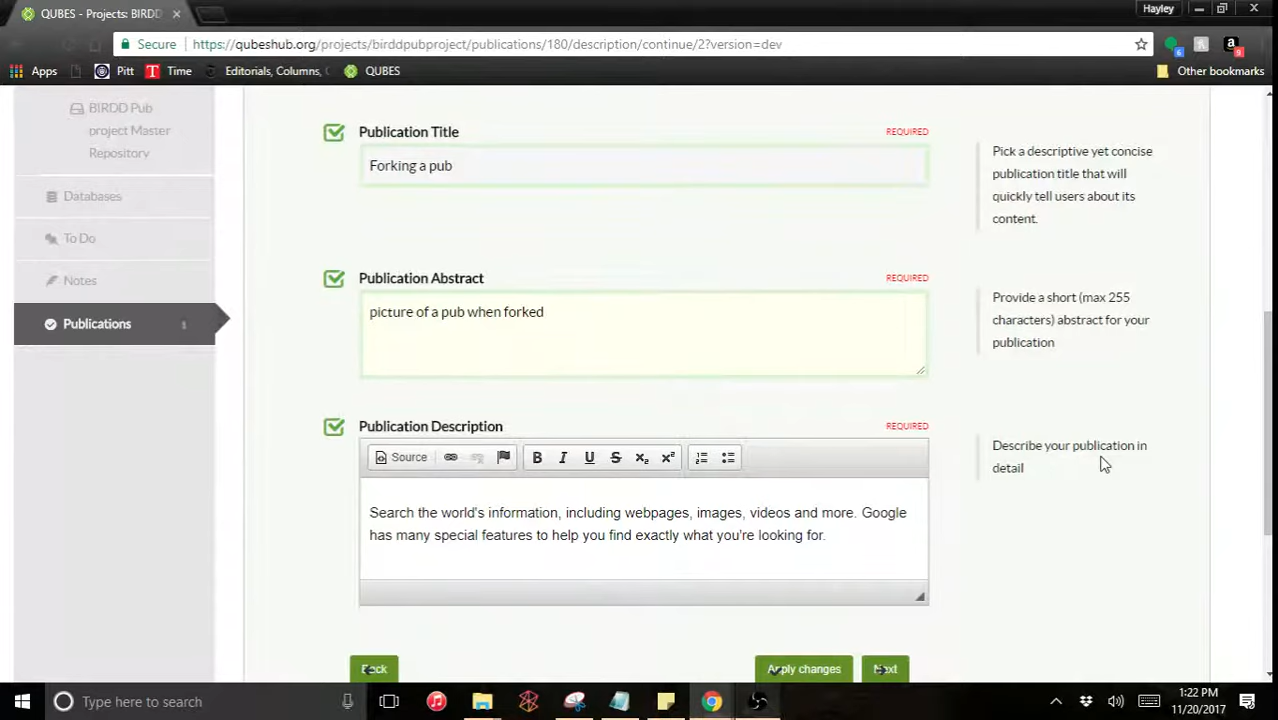 QUBES - Projects: BIRDD
Hayley
Secure
https://qubeshub.org/projects/birddpubproject/publications/180/description/continue/2?version=dev
6
9
Apps
Pitt
Time
Editorials, Columns,
QUBES
Other bookmarks
BIRDD Pub
project Master
Repository
Databases
To Do
Notes
Publications
Publication Title
REQUIRED
Forking a pub
Pick a descriptive yet concise
publication title that will
quickly tell users about its
content.
Publication Abstract
REQUIRED
picture of a pub when forked
Provide a short (max 255
characters) abstract for your
publication
Publication Description
REQUIRED
Source
B I U S x₂ x²
Search the world's information, including webpages, images, videos and more. Google
has many special features to help you find exactly what you're looking for.
Describe your publication in
detail
Back
Apply changes
Next
Type here to search
1:22 PM
11/20/2017